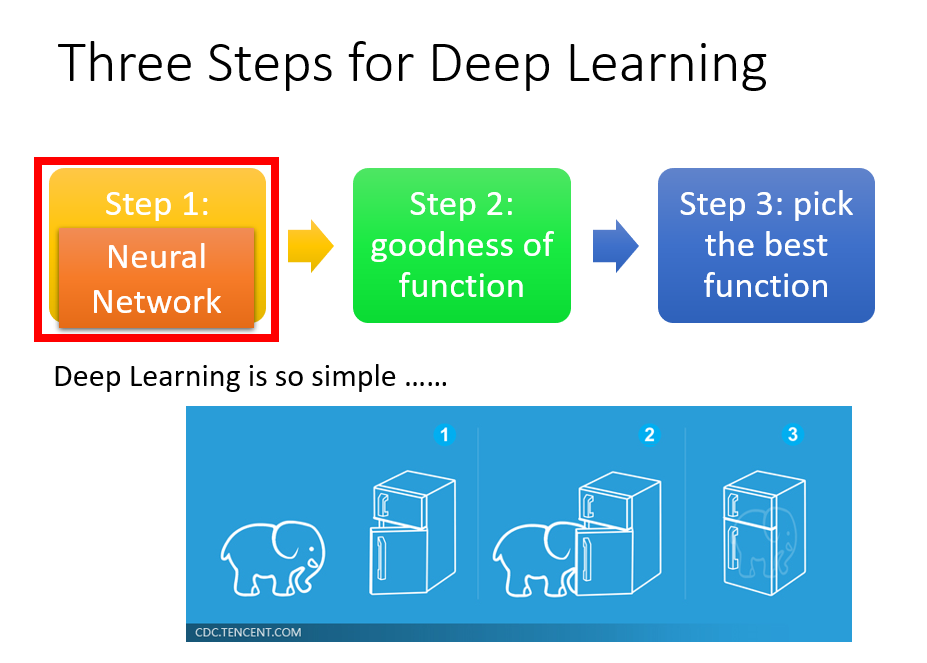 Three Steps for Deep Learning
Step 1:
Neural
Network
Step 2:
goodness of
function
Step 3: pick
the best
function
Deep Learning is so simple ……
1
2
3
CDC.TENCENT.COM